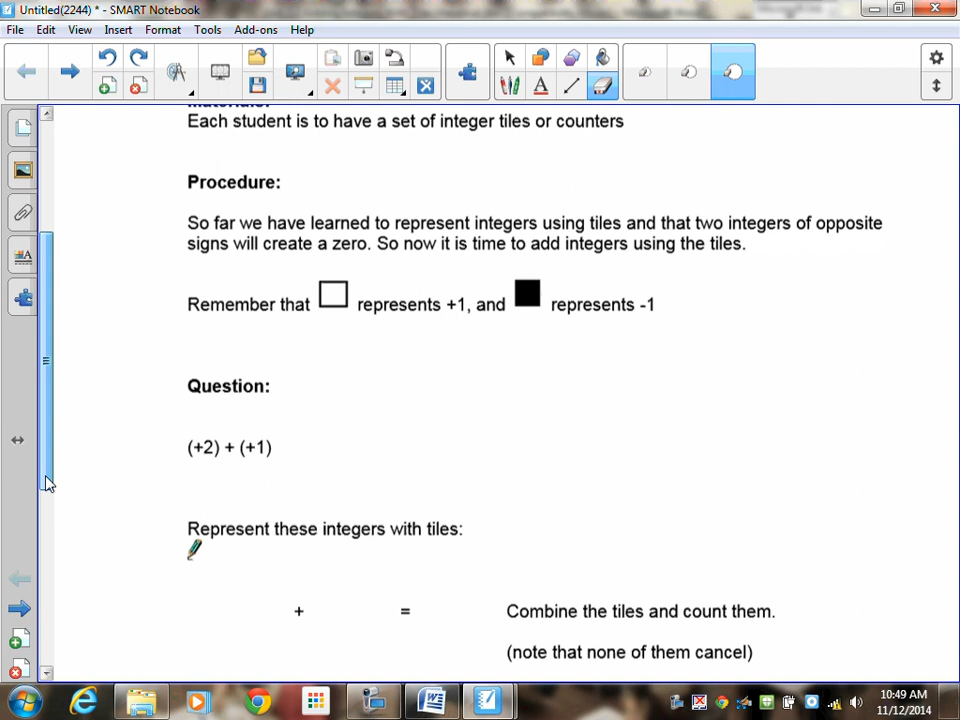 Untitled(2244) * - SMART Notebook
File Edit View Insert Format Tools Add-ons Help
Materials:
Each student is to have a set of integer tiles or counters
Procedure:
So far we have learned to represent integers using tiles and that two integers of opposite
signs will create a zero. So now it is time to add integers using the tiles.
Remember that represents +1, and represents -1
Question:
(+2) + (+1)
Represent these integers with tiles:
+ = Combine the tiles and count them.
(note that none of them cancel)
10:49 AM
11/12/2014